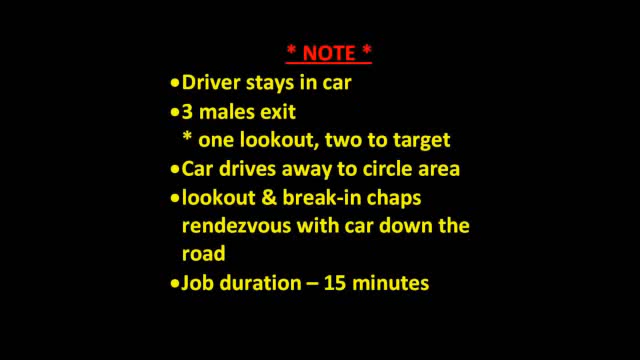 * NOTE *
•Driver stays in car
•3 males exit
* one lookout, two to target
•Car drives away to circle area
•lookout & break-in chaps
rendezvous with car down the
road
•Job duration – 15 minutes